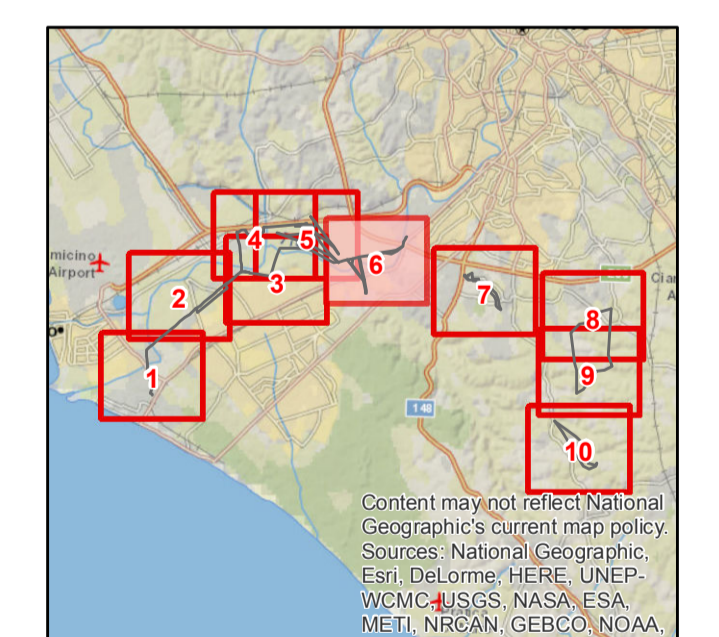 micino
Airport
4
5
6
3
2
7
Cia
A
8
1
9
148
10
Content may not reflect National
Geographic's current map policy.
Sources: National Geographic,
Esri, DeLorme, HERE, UNEP-
WCMC, USGS, NASA, ESA,
METI, NRCAN, GEBCO, NOAA,